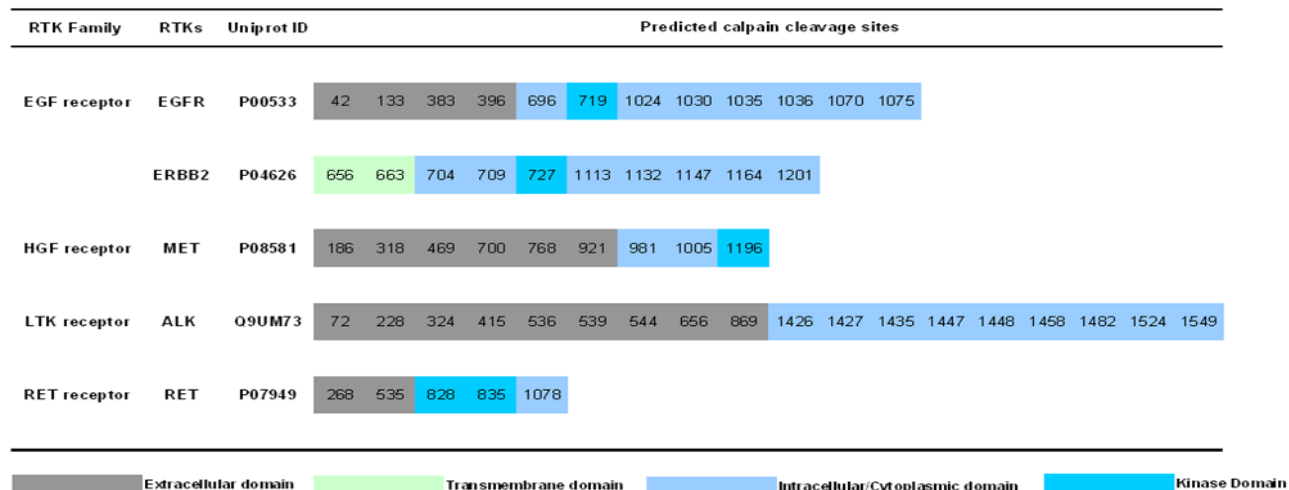 RTK Family RTKs Uniprot ID Predicted calpain cleavage sites
EGF receptor EGFR P00533 42 133 383 396 696 719 1024 1030 1035 1036 1070 1075
ERBB2 P04626 656 663 704 709 727 1113 1132 1147 1164 1201
HGF receptor MET P08581 186 318 469 700 768 921 981 1005 1196
LTK receptor ALK Q9UM73 72 228 324 415 536 539 544 656 869 1426 1427 1435 1447 1448 1458 1482 1524 1549
RET receptor RET P07949 268 535 828 835 1078
Extracellular domain Transmembrane domain Intracellular/Cytoplasmic domain Kinase Domain